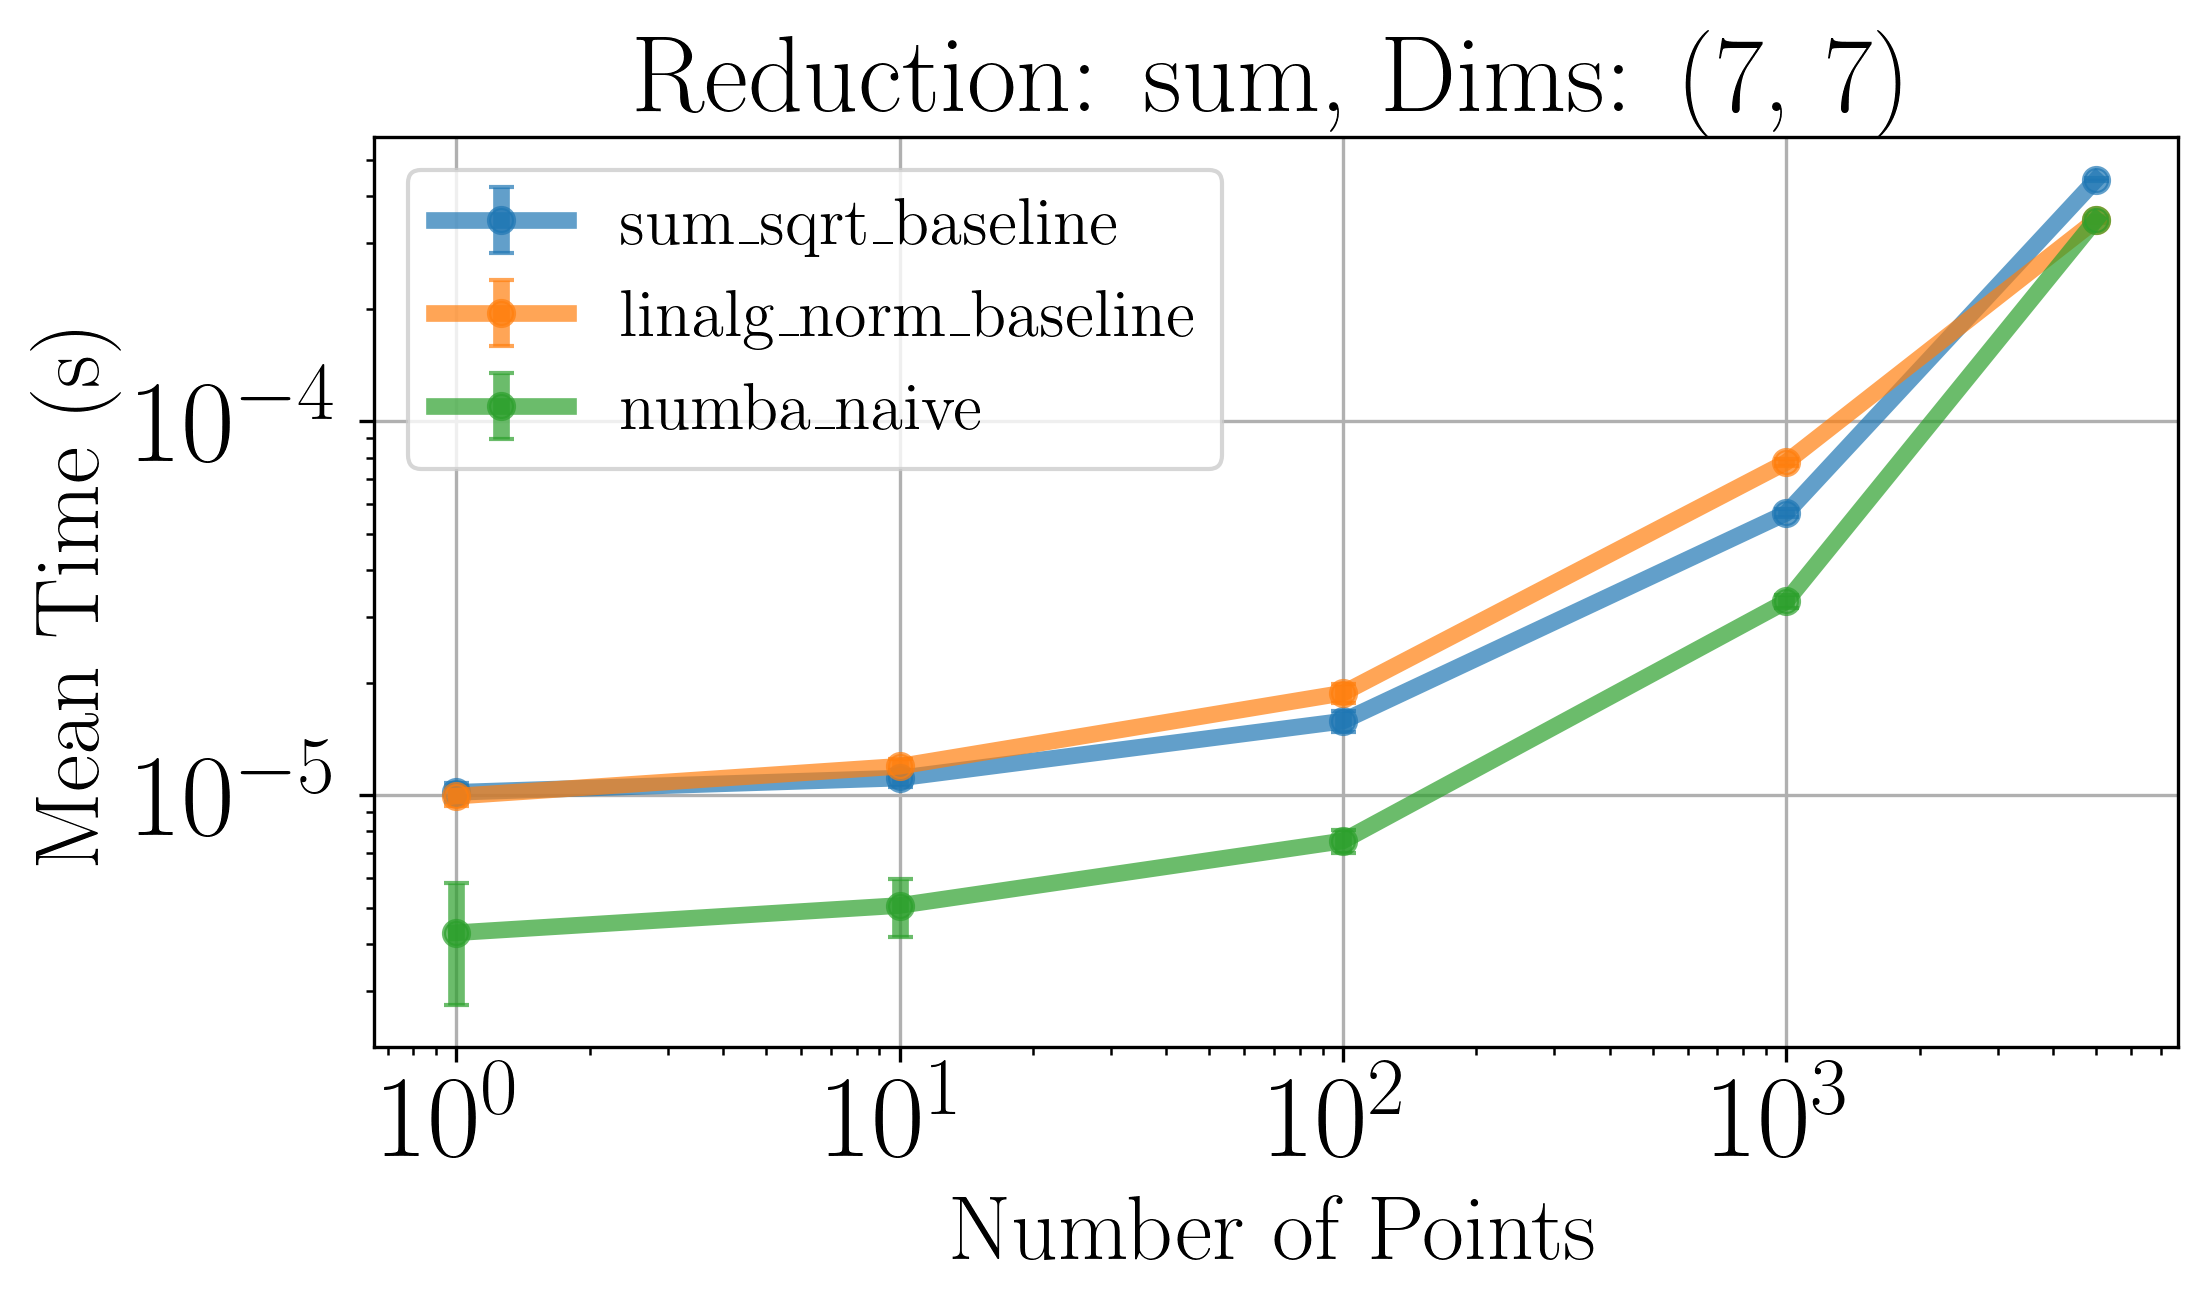 Reduction: sum, Dims: (7, 7)
sum_sqrt_baseline
linalg_norm_baseline
numba_naive
Mean Time (s)
10⁻⁴
10⁻⁵
10⁰ 10¹ 10² 10³
Number of Points